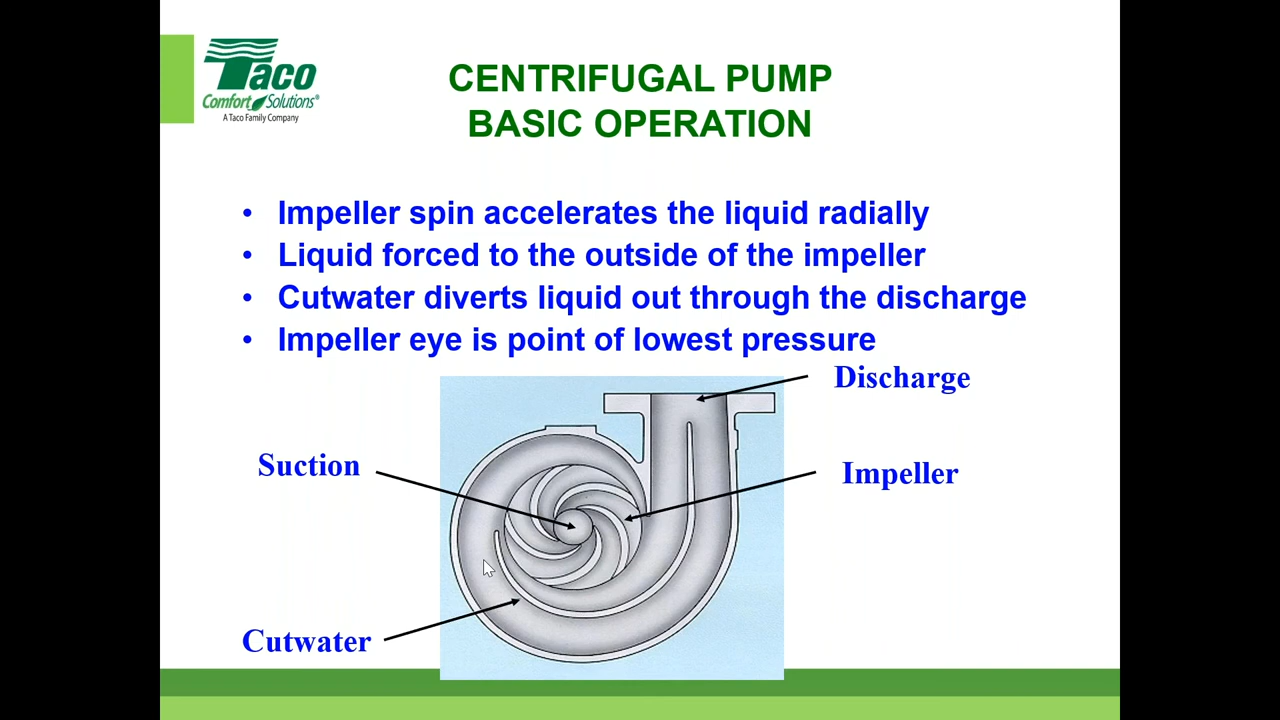 Taco
Comfort Solutions®
A Taco Family Company
CENTRIFUGAL PUMP
BASIC OPERATION
• Impeller spin accelerates the liquid radially
• Liquid forced to the outside of the impeller
• Cutwater diverts liquid out through the discharge
• Impeller eye is point of lowest pressure
Discharge
Suction
Impeller
Cutwater